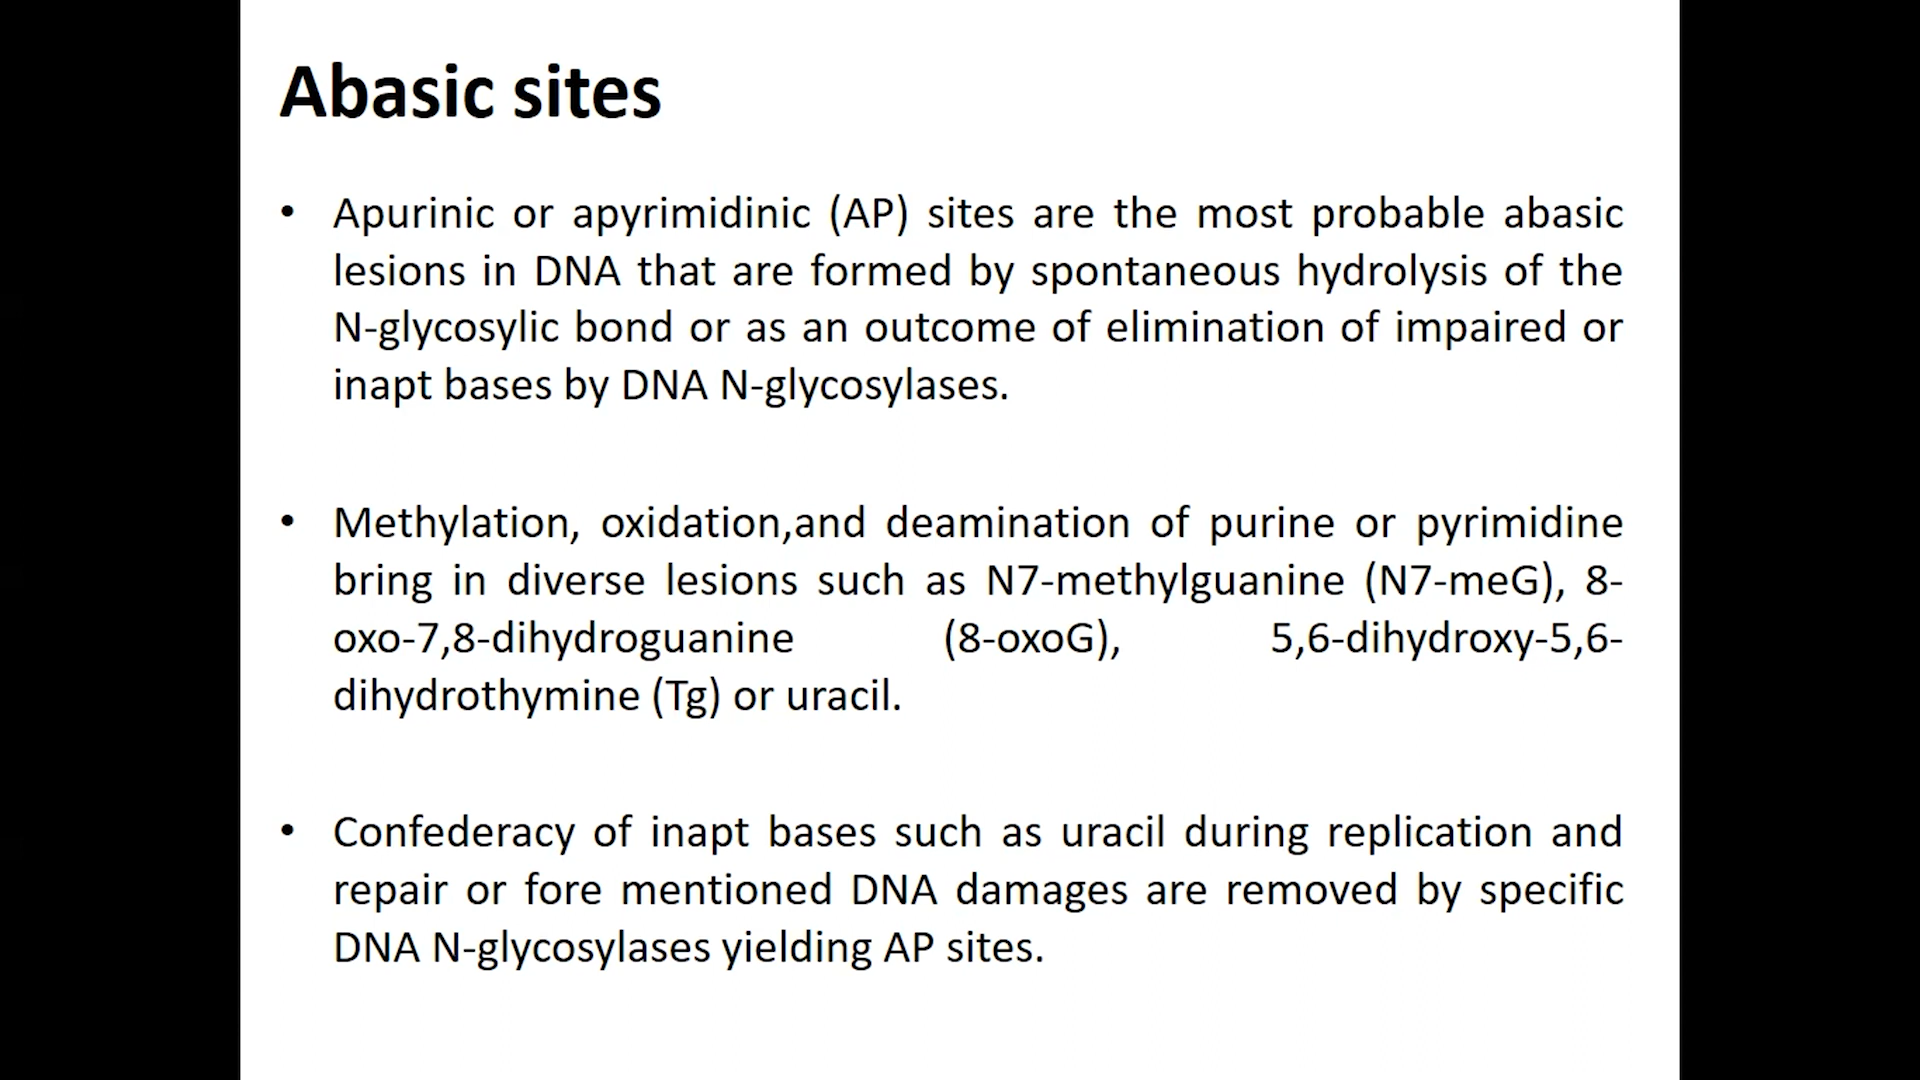 Abasic sites
• Apurinic or apyrimidinic (AP) sites are the most probable abasic
lesions in DNA that are formed by spontaneous hydrolysis of the
N-glycosylic bond or as an outcome of elimination of impaired or
inapt bases by DNA N-glycosylases.
• Methylation, oxidation,and deamination of purine or pyrimidine
bring in diverse lesions such as N7-methylguanine (N7-meG), 8-
oxo-7,8-dihydroguanine (8-oxoG), 5,6-dihydroxy-5,6-
dihydrothymine (Tg) or uracil.
• Confederacy of inapt bases such as uracil during replication and
repair or fore mentioned DNA damages are removed by specific
DNA N-glycosylases yielding AP sites.